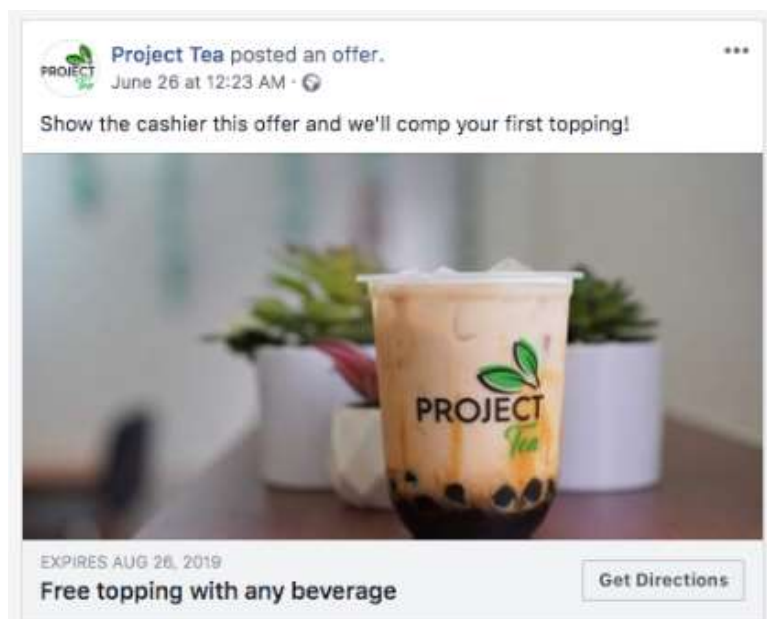 PROJECT
Tea
Project Tea posted an offer.
June 26 at 12:23 AM ·
Show the cashier this offer and we'll comp your first topping!
PROJECT
Tea
EXPIRES AUG 26, 2019
Free topping with any beverage
Get Directions